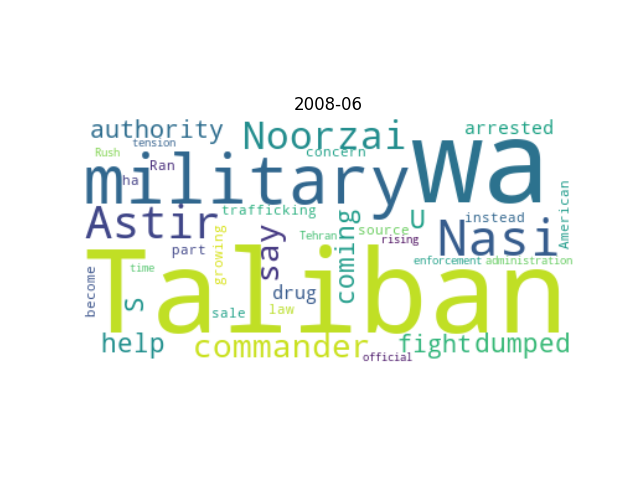 2008-06
authority
Noorzai
arrested
tension
Rush
concern
Ran
ha
military
Wa
Astir
trafficking
say
coming
U
source
instead
American
Nasi
rising
Tehran
part
growing
enforcement administration
time
become
Taliban
drug
S
sale
law
help
commander
fight
dumped
official